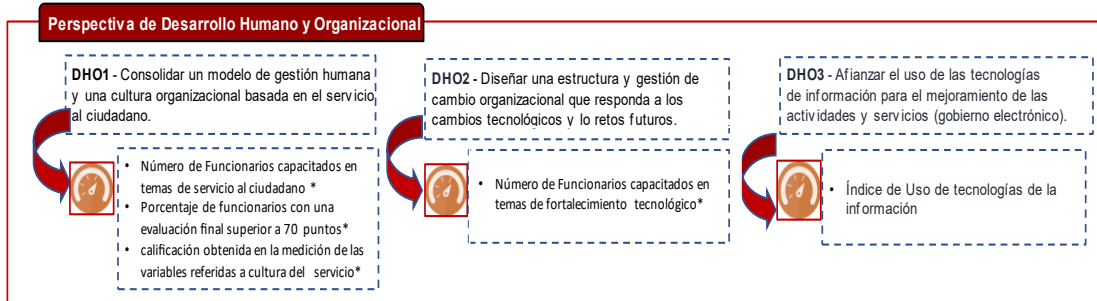 Perspectiva de Desarrollo Humano y Organizacional
DHO1 - Consolidar un modelo de gestión humana
y una cultura organizacional basada en el servicio
al ciudadano.
• Número de Funcionarios capacitados en
temas de servicio al ciudadano *
• Porcentaje de funcionarios con una
evaluación final superior a 70 puntos*
• calificación obtenida en la medición de las
variables referidas a cultura del servicio*
DHO2 - Diseñar una estructura y gestión de
cambio organizacional que responda a los
cambios tecnológicos y lo retos futuros.
• Número de Funcionarios capacitados en
temas de fortalecimiento tecnológico*
DHO3 - Afianzar el uso de las tecnologías
de información para el mejoramiento de las
actividades y servicios (gobierno electrónico).
• Índice de Uso de tecnologías de la
información